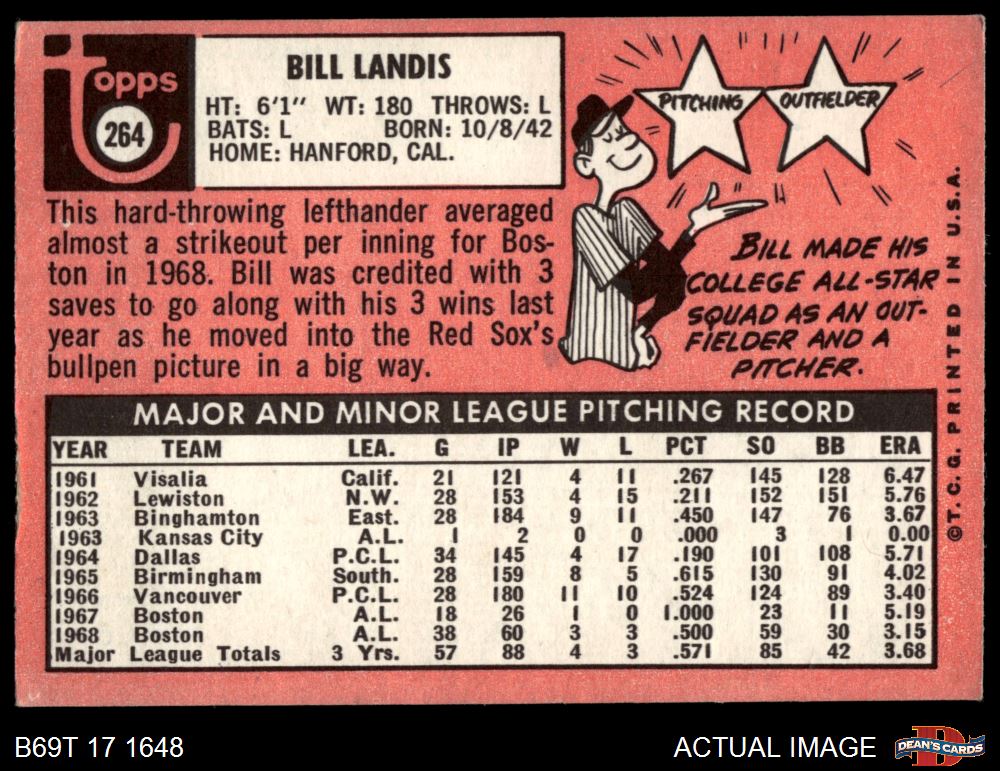 topps
264
BILL LANDIS
HT: 6'1" WT: 180 THROWS: L
BATS: L BORN: 10/8/42
HOME: HANFORD, CAL.
This hard-throwing lefthander averaged
almost a strikeout per inning for Bos-
ton in 1968. Bill was credited with 3
saves to go along with his 3 wins last
year as he moved into the Red Sox's
bullpen picture in a big way.
PITCHING OUTFIELDER
BILL MADE HIS
COLLEGE ALL-STAR
SQUAD AS AN OUT-
FIELDER AND A
PITCHER.
MAJOR AND MINOR LEAGUE PITCHING RECORD
YEAR TEAM LEA. G IP W L PCT SO BB ERA
1961 Visalia Calif. 21 121 4 11 .267 145 128 6.47
1962 Lewiston N.W. 28 153 4 15 .211 152 151 5.76
1963 Binghamton East. 28 184 9 11 .450 147 76 3.67
1963 Kansas City A.L. 1 2 0 0 .000 3 1 0.00
1964 Dallas P.C.L. 34 145 4 17 .190 101 108 5.71
1965 Birmingham South. 28 159 8 5 .615 130 91 4.02
1966 Vancouver P.C.L. 28 180 11 10 .524 124 89 3.40
1967 Boston A.L. 18 26 1 0 1.000 23 11 5.19
1968 Boston A.L. 38 60 3 3 .500 59 30 3.15
Major League Totals 3 Yrs. 57 88 4 3 .571 85 42 3.68
©T.C.G. PRINTED IN U.S.A.
B69T 17 1648
ACTUAL IMAGE
DEAN'S CARDS